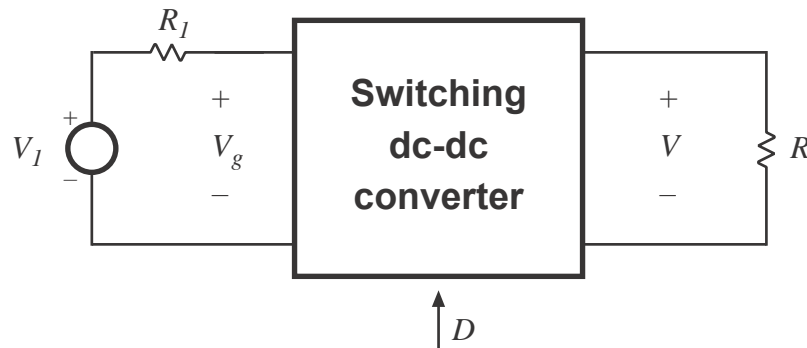 R1
+
V1
−
+
Vg
−
Switching
dc-dc
converter
+
V
−
R
D